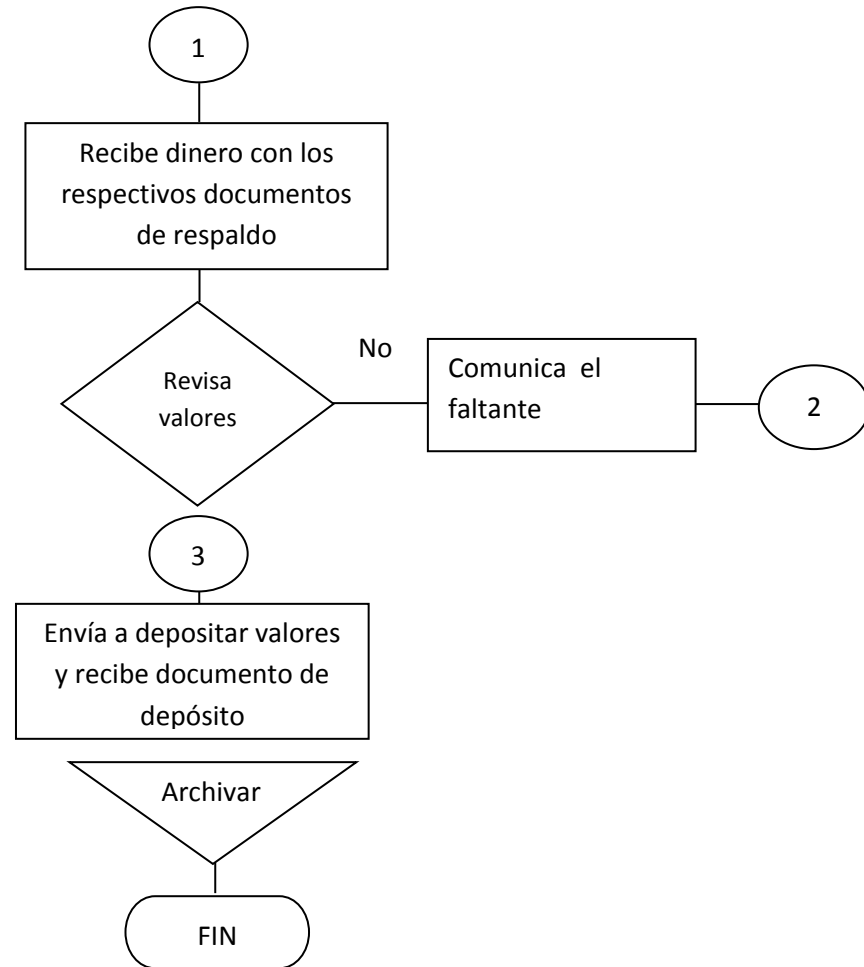 1
Recibe dinero con los
respectivos documentos
de respaldo
No
Revisa
valores
Comunica el
faltante
2
3
Envía a depositar valores
y recibe documento de
depósito
Archivar
FIN